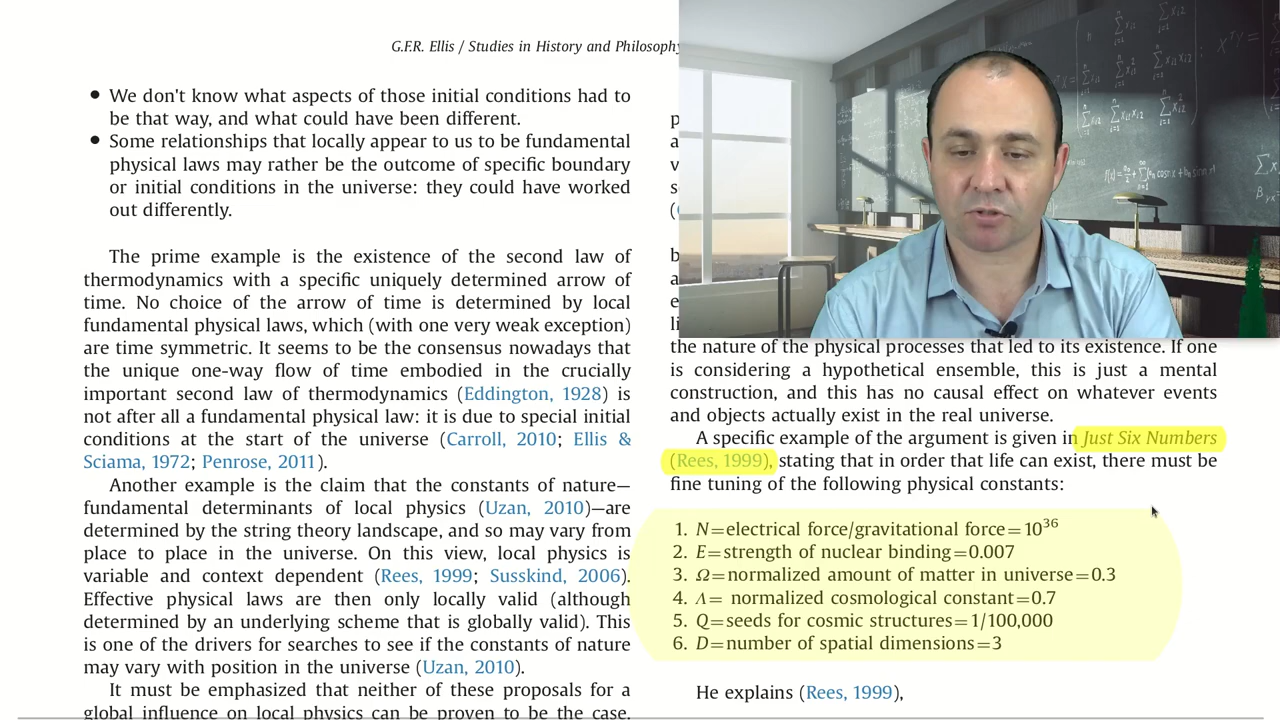 G.F.R. Ellis / Studies in History and Philosophy
• We don't know what aspects of those initial conditions had to
be that way, and what could have been different.
• Some relationships that locally appear to us to be fundamental
physical laws may rather be the outcome of specific boundary
or initial conditions in the universe: they could have worked
out differently.
The prime example is the existence of the second law of
thermodynamics with a specific uniquely determined arrow of
time. No choice of the arrow of time is determined by local
fundamental physical laws, which (with one very weak exception)
are time symmetric. It seems to be the consensus nowadays that
the unique one-way flow of time embodied in the crucially
important second law of thermodynamics (Eddington, 1928) is
not after all a fundamental physical law: it is due to special initial
conditions at the start of the universe (Carroll, 2010; Ellis &
Sciama, 1972; Penrose, 2011).
Another example is the claim that the constants of nature—
fundamental determinants of local physics (Uzan, 2010)—are
determined by the string theory landscape, and so may vary from
place to place in the universe. On this view, local physics is
variable and context dependent (Rees, 1999; Susskind, 2006).
Effective physical laws are then only locally valid (although
determined by an underlying scheme that is globally valid). This
is one of the drivers for searches to see if the constants of nature
may vary with position in the universe (Uzan, 2010).
It must be emphasized that neither of these proposals for a
global influence on local physics can be proven to be the case.
the nature of the physical processes that led to its existence. If one
is considering a hypothetical ensemble, this is just a mental
construction, and this has no causal effect on whatever events
and objects actually exist in the real universe.
A specific example of the argument is given in Just Six Numbers
(Rees, 1999), stating that in order that life can exist, there must be
fine tuning of the following physical constants:
1. N=electrical force/gravitational force=10³⁶
2. E=strength of nuclear binding=0.007
3. Ω=normalized amount of matter in universe=0.3
4. Λ= normalized cosmological constant=0.7
5. Q=seeds for cosmic structures=1/100,000
6. D=number of spatial dimensions=3
He explains (Rees, 1999),